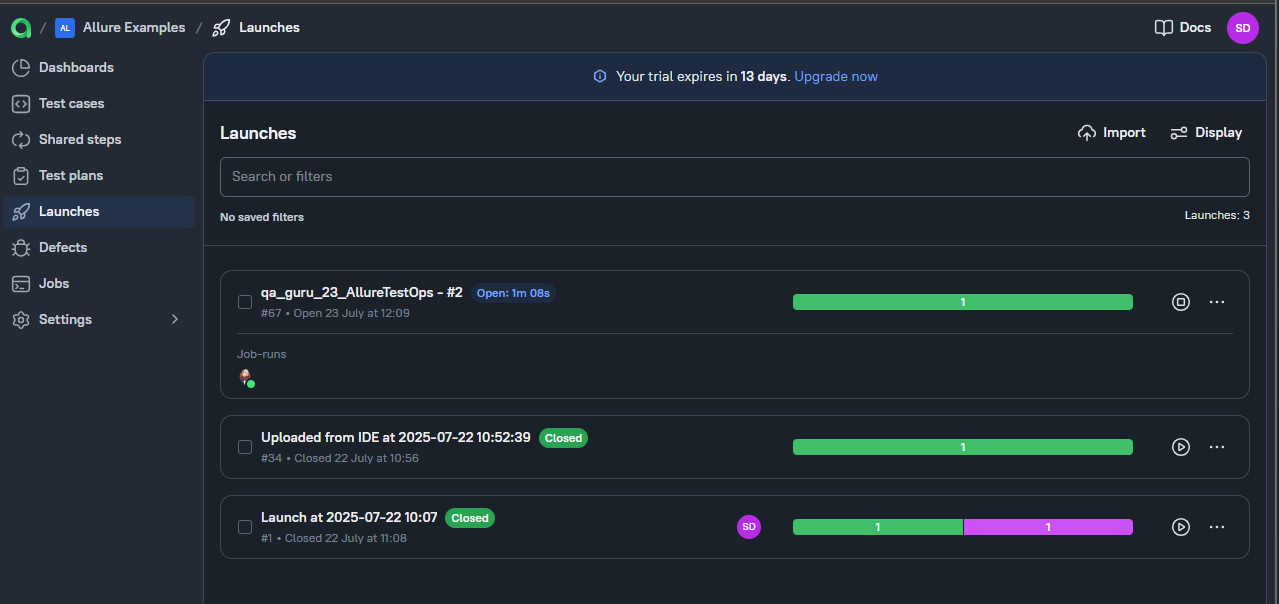 / AL Allure Examples / Launches
Docs SD
Dashboards
Test cases
Shared steps
Test plans
Launches
Defects
Jobs
Settings
Your trial expires in 13 days. Upgrade now
Launches
Import
Display
Search or filters
No saved filters
Launches: 3
qa_guru_23_AllureTestOps - #2 Open: 1m 08s
#67 • Open 23 July at 12:09
1
Job-runs
Uploaded from IDE at 2025-07-22 10:52:39 Closed
#34 • Closed 22 July at 10:56
1
Launch at 2025-07-22 10:07 Closed
#1 • Closed 22 July at 11:08
SD
1 1